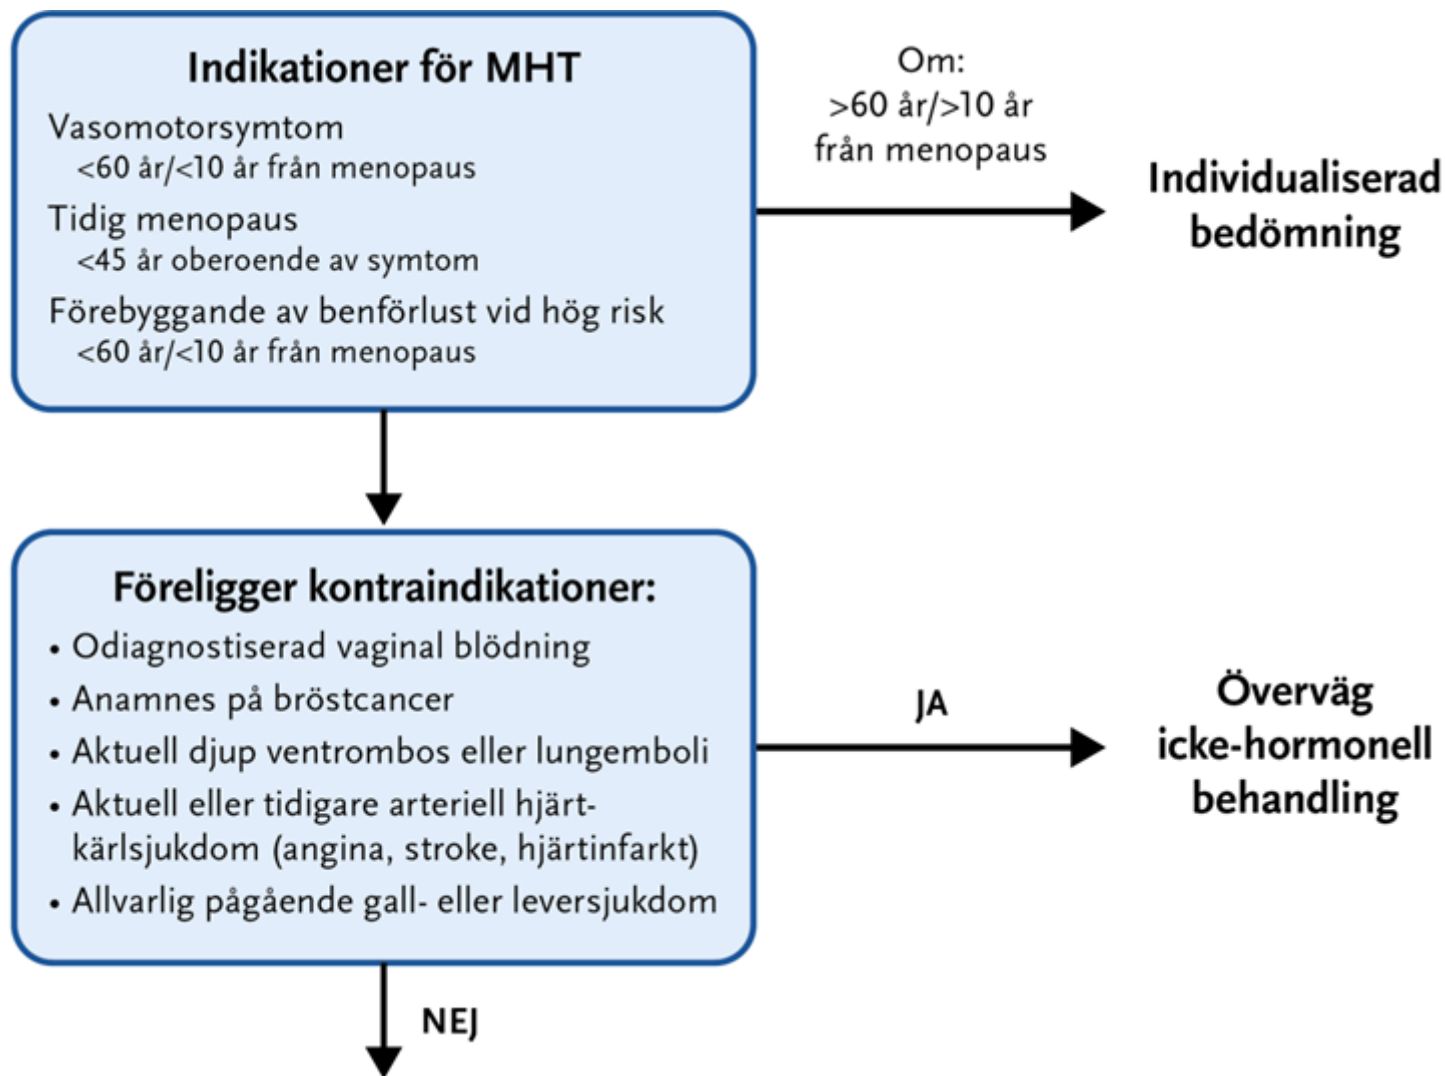 Indikationer för MHT
Vasomotorsymtom
<60 år/<10 år från menopaus
Tidig menopaus
<45 år oberoende av symtom
Förebyggande av benförlust vid hög risk
<60 år/<10 år från menopaus
Om:
>60 år/>10 år
från menopaus
Individualiserad
bedömning
Föreligger kontraindikationer:
• Odiagnostiserad vaginal blödning
• Anamnes på bröstcancer
• Aktuell djup ventrombos eller lungemboli
• Aktuell eller tidigare arteriell hjärt-
kärlsjukdom (angina, stroke, hjärtinfarkt)
• Allvarlig pågående gall- eller leversjukdom
JA
Överväg
icke-hormonell
behandling
NEJ